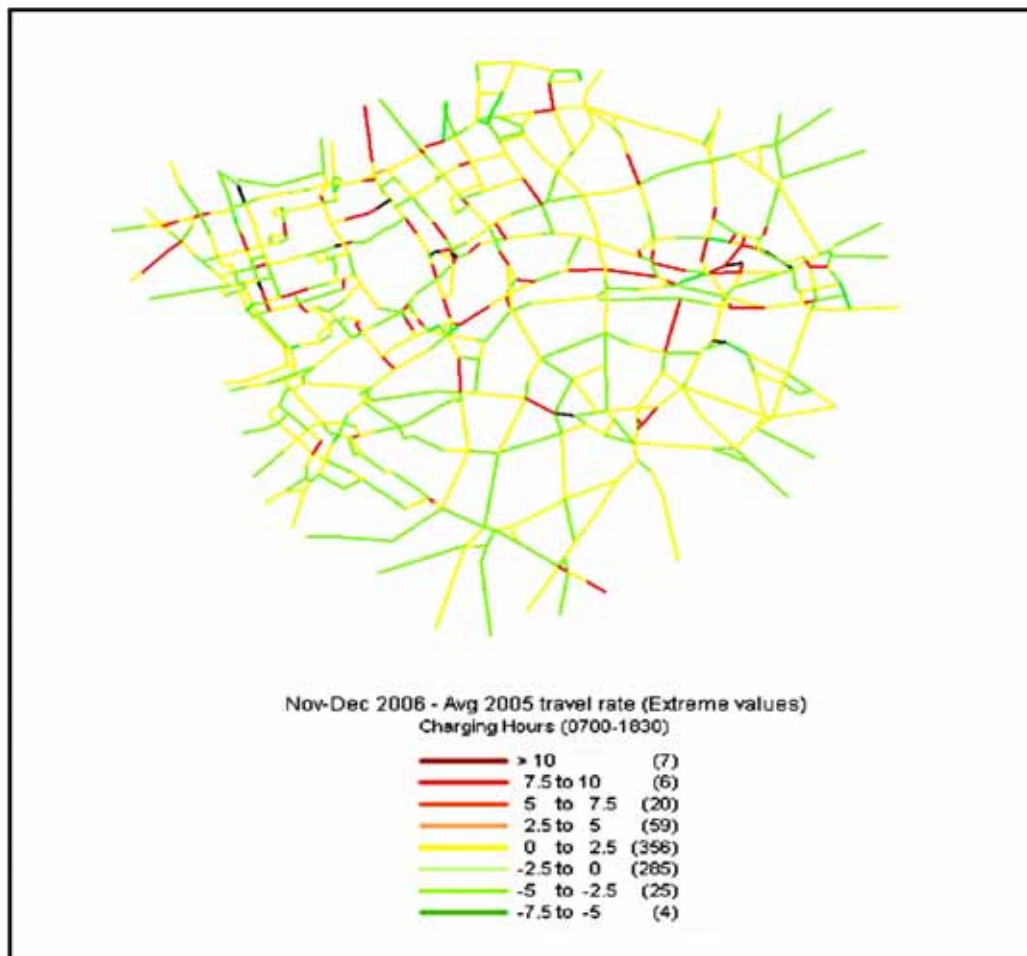 Nov-Dec 2006 - Avg 2005 travel rate (Extreme values)
Charging Hours (0700-1830)
> 10 (7)
7.5 to 10 (6)
5 to 7.5 (20)
2.5 to 5 (59)
0 to 2.5 (356)
-2.5 to 0 (285)
-5 to -2.5 (25)
-7.5 to -5 (4)